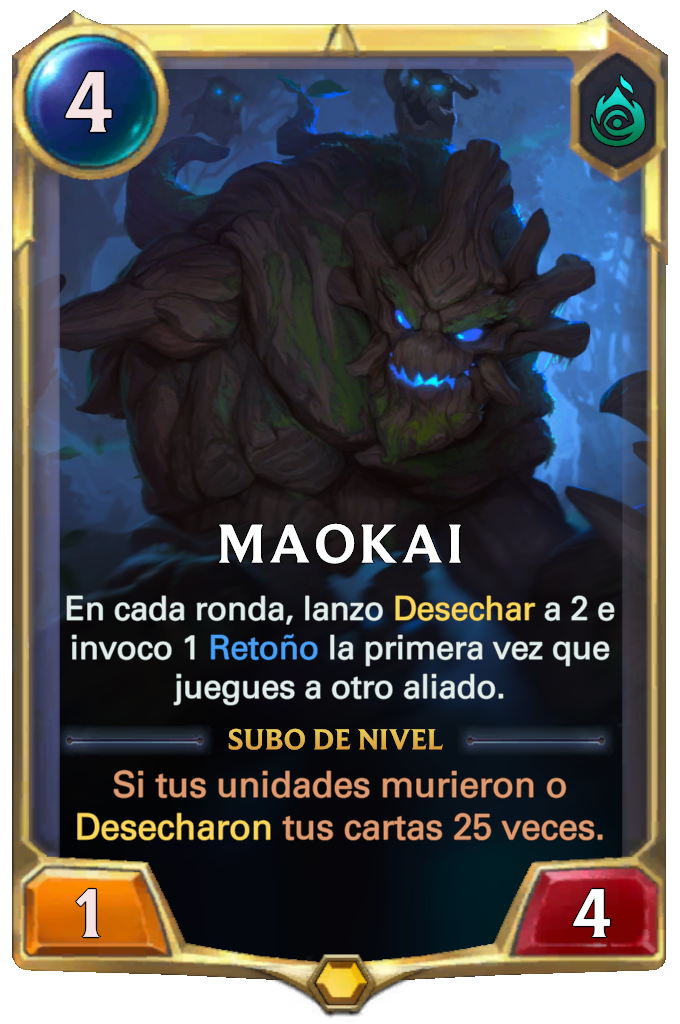 4
MAOKAI
En cada ronda, lanzo Desechar a 2 e
invoco 1 Retoño la primera vez que
juegues a otro aliado.
SUBO DE NIVEL
Si tus unidades murieron o
Desecharon tus cartas 25 veces.
1
4